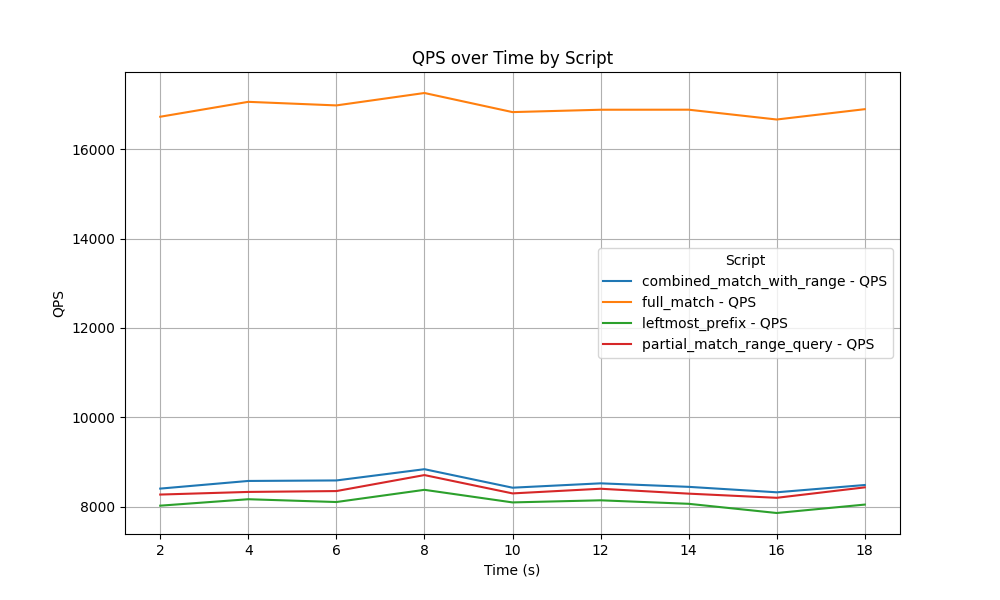 QPS over Time by Script
16000
14000
12000
10000
8000
QPS
Script
combined_match_with_range - QPS
full_match - QPS
leftmost_prefix - QPS
partial_match_range_query - QPS
2 4 6 8 10 12 14 16 18
Time (s)